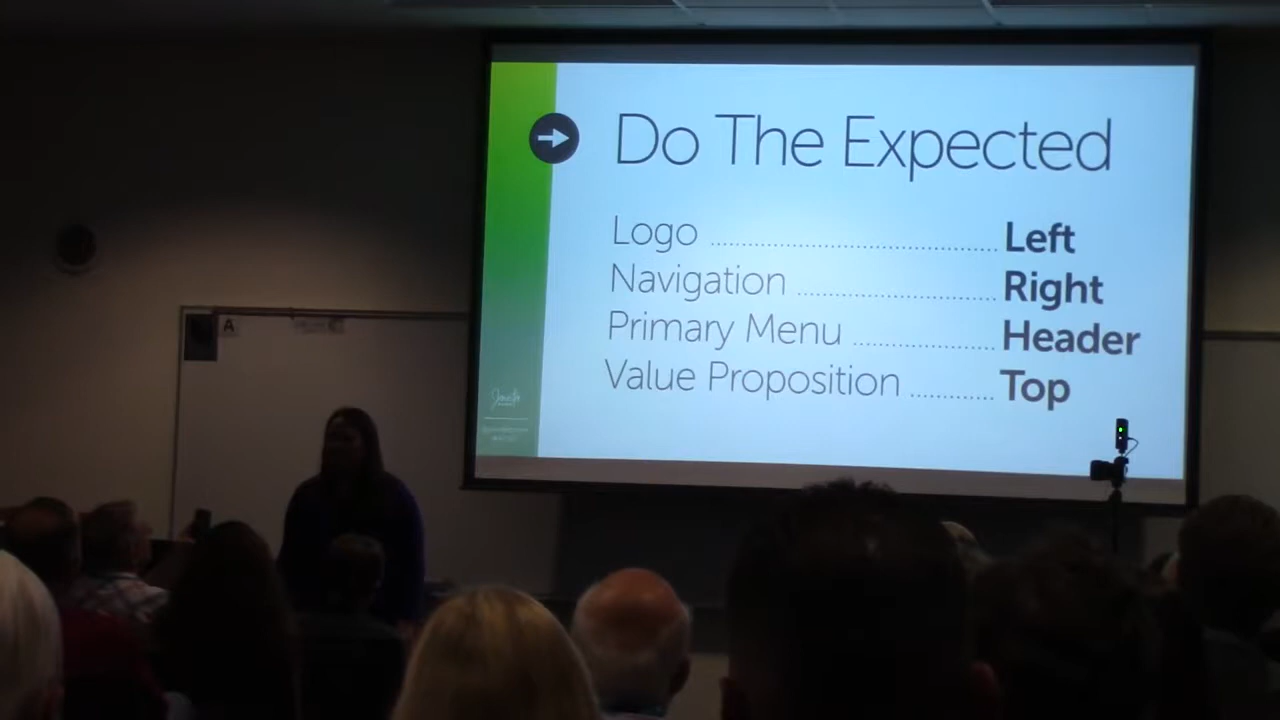 Do The Expected
Logo ........................................ Left
Navigation ............................ Right
Primary Menu .................... Header
Value Proposition ............ Top
A